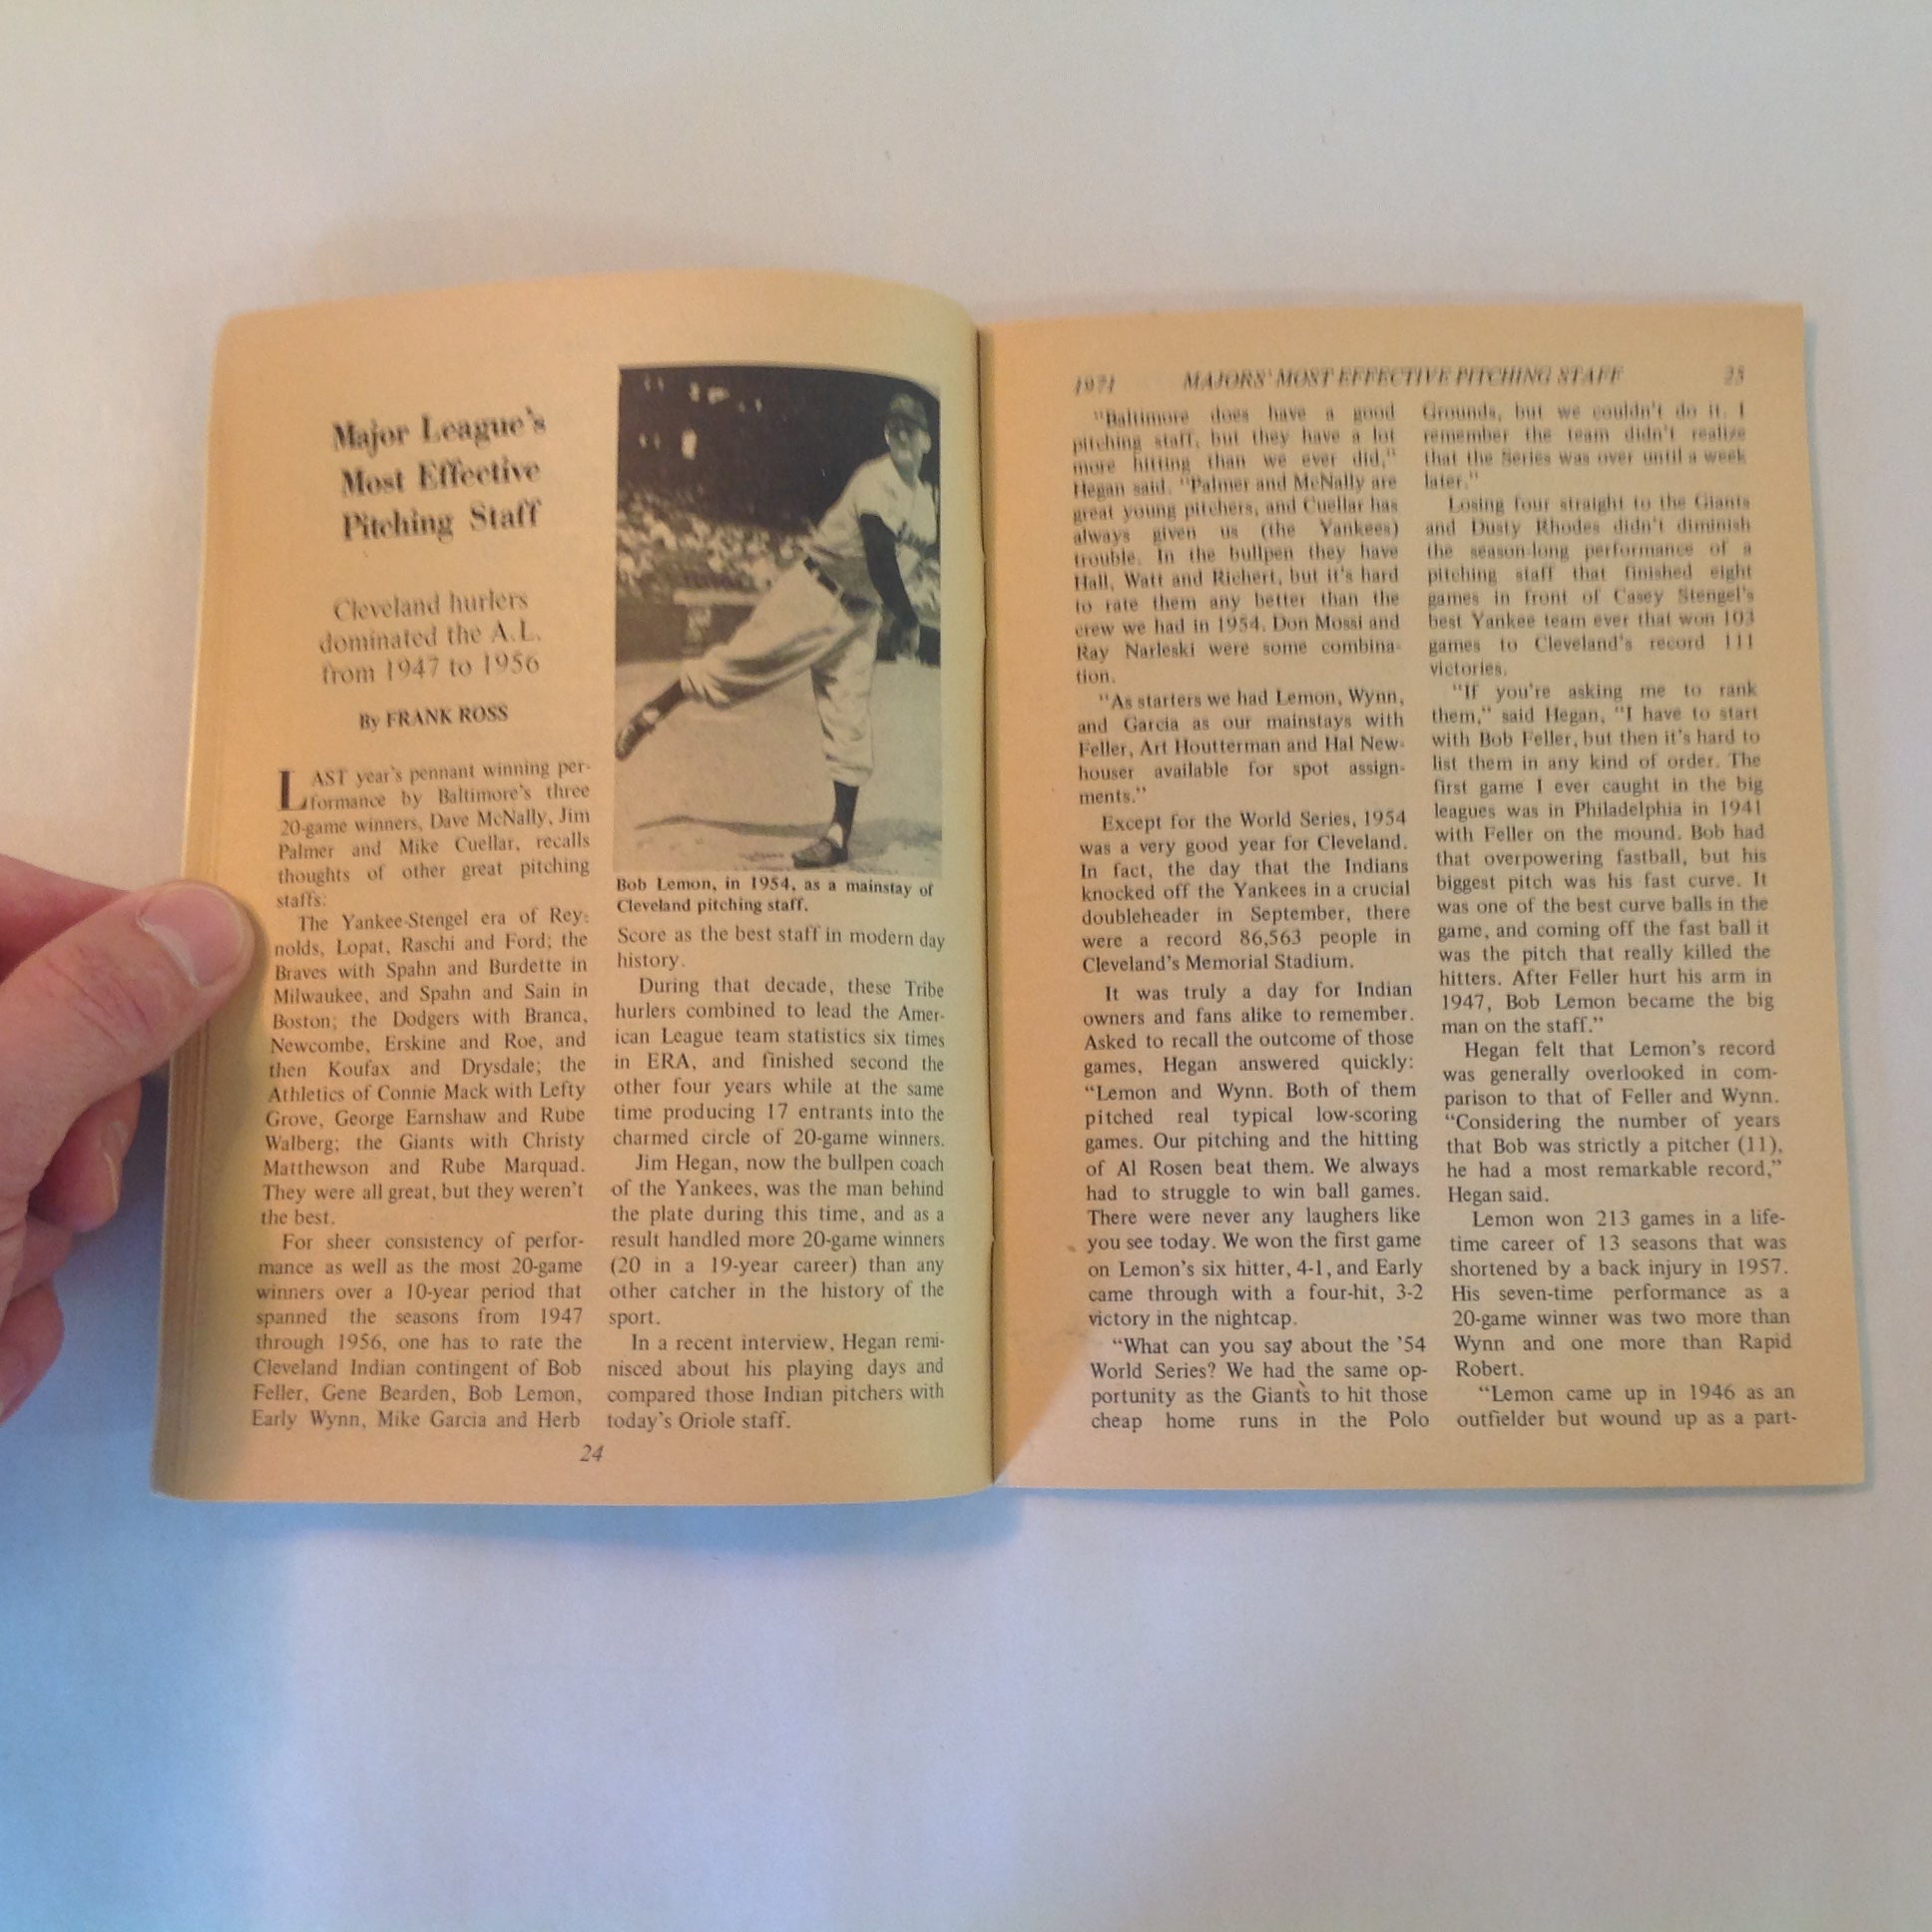 Major League's
Most Effective
Pitching Staff
Cleveland hurlers
dominated the A.L.
from 1947 to 1956
By FRANK ROSS
LAST year's pennant winning per-
formance by Baltimore's three
20-game winners, Dave McNally, Jim
Palmer and Mike Cuellar, recalls
thoughts of other great pitching
staffs:
The Yankee-Stengel era of Rey-
nolds, Lopat, Raschi and Ford; the
Braves with Spahn and Burdette in
Milwaukee, and Spahn and Sain in
Boston; the Dodgers with Branca,
Newcombe, Erskine and Roe, and
then Koufax and Drysdale; the
Athletics of Connie Mack with Lefty
Grove, George Earnshaw and Rube
Walberg; the Giants with Christy
Matthewson and Rube Marquad.
They were all great, but they weren't
the best.
For sheer consistency of perfor-
mance as well as the most 20-game
winners over a 10-year period that
spanned the seasons from 1947
through 1956, one has to rate the
Cleveland Indian contingent of Bob
Feller, Gene Bearden, Bob Lemon,
Early Wynn, Mike Garcia and Herb
Bob Lemon, in 1954, as a mainstay of
Cleveland pitching staff.
Score as the best staff in modern day
history.
During that decade, these Tribe
hurlers combined to lead the Amer-
ican League team statistics six times
in ERA, and finished second the
other four years while at the same
time producing 17 entrants into the
charmed circle of 20-game winners.
Jim Hegan, now the bullpen coach
of the Yankees, was the man behind
the plate during this time, and as a
result handled more 20-game winners
(20 in a 19-year career) than any
other catcher in the history of the
sport.
In a recent interview, Hegan remi-
nisced about his playing days and
compared those Indian pitchers with
today's Oriole staff.
24
1971 MAJORS' MOST EFFECTIVE PITCHING STAFF 25
"Baltimore does have a good
pitching staff, but they have a lot
more hitting than we ever did,"
Hegan said. "Palmer and McNally are
great young pitchers, and Cuellar has
always given us (the Yankees)
trouble. In the bullpen they have
Hall, Watt and Richert, but it's hard
to rate them any better than the
crew we had in 1954. Don Mossi and
Ray Narleski were some combina-
tion.
"As starters we had Lemon, Wynn,
and Garcia as our mainstays with
Feller, Art Houtterman and Hal New-
houser available for spot assign-
ments."
Except for the World Series, 1954
was a very good year for Cleveland.
In fact, the day that the Indians
knocked off the Yankees in a crucial
doubleheader in September, there
were a record 86,563 people in
Cleveland's Memorial Stadium.
It was truly a day for Indian
owners and fans alike to remember.
Asked to recall the outcome of those
games, Hegan answered quickly:
"Lemon and Wynn. Both of them
pitched real typical low-scoring
games. Our pitching and the hitting
of Al Rosen beat them. We always
had to struggle to win ball games.
There were never any laughers like
you see today. We won the first game
on Lemon's six hitter, 4-1, and Early
came through with a four-hit, 3-2
victory in the nightcap.
"What can you say about the '54
World Series? We had the same op-
portunity as the Giants to hit those
cheap home runs in the Polo
Grounds, but we couldn't do it. I
remember the team didn't realize
that the Series was over until a week
later."
Losing four straight to the Giants
and Dusty Rhodes didn't diminish
the season-long performance of a
pitching staff that finished eight
games in front of Casey Stengel's
best Yankee team ever that won 103
games to Cleveland's record 111
victories.
"If you're asking me to rank
them," said Hegan, "I have to start
with Bob Feller, but then it's hard to
list them in any kind of order. The
first game I ever caught in the big
leagues was in Philadelphia in 1941
with Feller on the mound. Bob had
that overpowering fastball, but his
biggest pitch was his fast curve. It
was one of the best curve balls in the
game, and coming off the fast ball it
was the pitch that really killed the
hitters. After Feller hurt his arm in
1947, Bob Lemon became the big
man on the staff."
Hegan felt that Lemon's record
was generally overlooked in com-
parison to that of Feller and Wynn.
"Considering the number of years
that Bob was strictly a pitcher (11),
he had a most remarkable record,"
Hegan said.
Lemon won 213 games in a life-
time career of 13 seasons that was
shortened by a back injury in 1957.
His seven-time performance as a
20-game winner was two more than
Wynn and one more than Rapid
Robert.
"Lemon came up in 1946 as an
outfielder but wound up as a part-